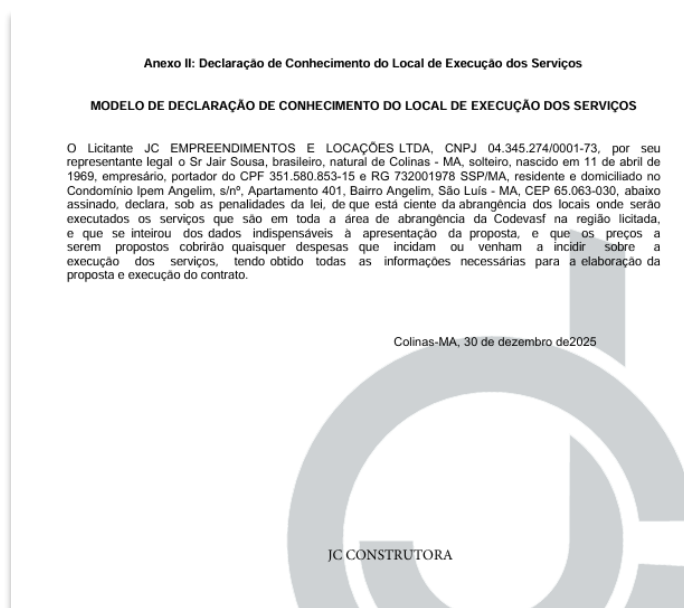 Anexo II: Declaração de Conhecimento do Local de Execução dos Serviços
MODELO DE DECLARAÇÃO DE CONHECIMENTO DO LOCAL DE EXECUÇÃO DOS SERVIÇOS
O Licitante JC EMPREENDIMENTOS E LOCAÇÕES LTDA, CNPJ 04.345.274/0001-73, por seu
representante legal o Sr Jair Sousa, brasileiro, natural de Colinas - MA, solteiro, nascido em 11 de abril de
1969, empresário, portador do CPF 351.580.853-15 e RG 732001978 SSP/MA, residente e domiciliado no
Condomínio Ipem Angelim, s/nº, Apartamento 401, Bairro Angelim, São Luís - MA, CEP 65.063-030, abaixo
assinado, declara, sob as penalidades da lei, de que está ciente da abrangência dos locais onde serão
executados os serviços que são em toda a área de abrangência da Codevasf na região licitada,
e que se inteirou dos dados indispensáveis à apresentação da proposta, e que os preços a
serem propostos cobrirão quaisquer despesas que incidam ou venham a incidir sobre a
execução dos serviços, tendo obtido todas as informações necessárias para a elaboração da
proposta e execução do contrato.
Colinas-MA, 30 de dezembro de2025
JC CONSTRUTORA